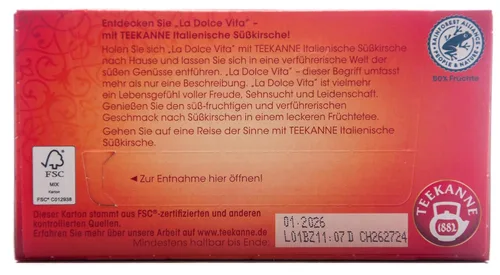 Entdecken Sie „La Dolce Vita" –
mit TEEKANNE Italienische Süßkirsche!
Holen Sie sich „La Dolce Vita" mit TEEKANNE Italienische Süßkirsche
nach Hause und lassen Sie sich in eine verführerische Welt der
süßen Genüsse entführen. „La Dolce Vita" – dieser Begriff umfasst
mehr als nur eine Beschreibung. „La Dolce Vita" ist vielmehr
ein Lebensgefühl voller Freude, Sehnsucht und Leidenschaft.
Genießen Sie den süß-fruchtigen und verführerischen
Geschmack nach Süßkirschen in einem leckeren Früchtetee.
Gehen Sie auf eine Reise der Sinne mit TEEKANNE Italienische
Süßkirsche.
RAINFOREST ALLIANCE
PEOPLE & NATURE
50% Früchte
FSC
MIX
Karton
FSC® C012938
Zur Entnahme hier öffnen!
Dieser Karton stammt aus FSC®-zertifizierten und anderen
kontrollierten Quellen.
Erfahren Sie mehr über unsere Arbeit auf www.teekanne.de
Mindestens haltbar bis Ende:
01.2026
L01BZ11:07D CH262724
TEEKANNE
1882